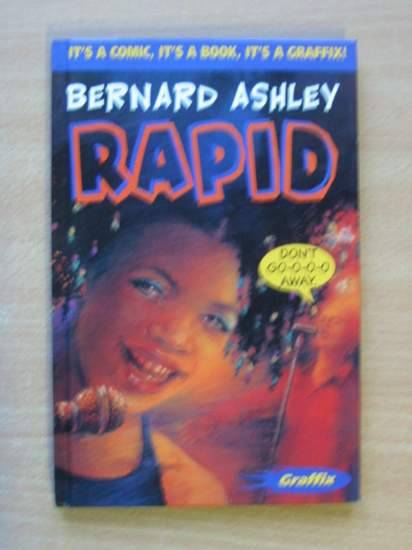 IT'S A COMIC, IT'S A BOOK, IT'S A GRAFFIX!
BERNARD ASHLEY
RAPID
DON'T
GO-O-O-O
AWAY.
Graffix